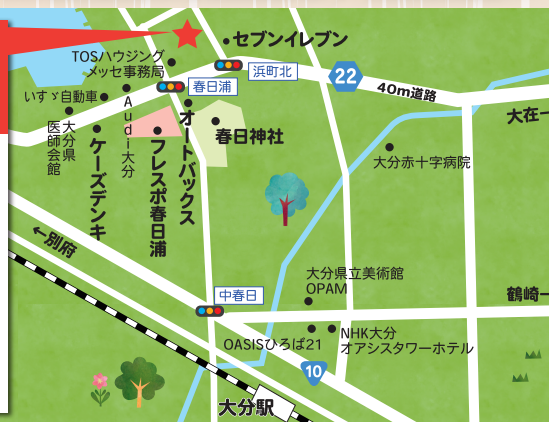 セブンイレブン
TOSハウジング
メッセ事務局
浜町北
22
40m道路
いすゞ自動車
春日浦
大在
大分県
医師会館
Audi大分
オートバックス
春日神社
ケーズデンキ
フレスポ春日浦
大分赤十字病院
←別府
大分県立美術館
OPAM
中春日
鶴崎
OASISひろば21
NHK大分
オアシスタワーホテル
10
大分駅